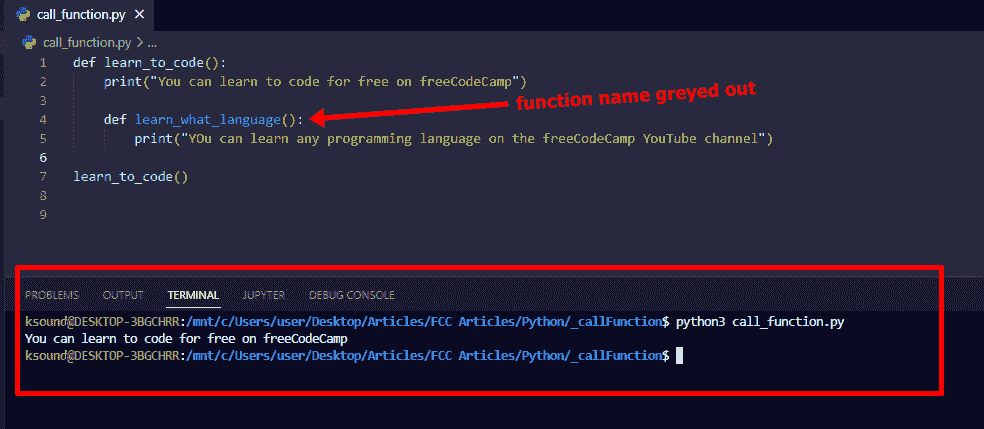 call_function.py ✕
call_function.py > ...
1 def learn_to_code():
2     print("You can learn to code for free on freeCodeCamp")
3
function name greyed out
4     def learn_what_language():
5         print("YOu can learn any programming language on the freeCodeCamp YouTube channel")
6
7 learn_to_code()
8
9
PROBLEMS OUTPUT TERMINAL JUPYTER DEBUG CONSOLE
ksound@DESKTOP-3BGCHRR:/mnt/c/Users/user/Desktop/Articles/FCC Articles/Python/_callFunction$ python3 call_function.py
You can learn to code for free on freeCodeCamp
ksound@DESKTOP-3BGCHRR:/mnt/c/Users/user/Desktop/Articles/FCC Articles/Python/_callFunction$